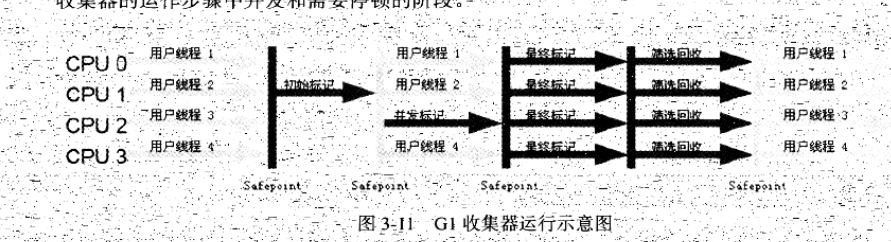 收集器的运作步骤中并发和需要停顿的阶段。
CPU 0 用户线程 1 用户线程 1 最终标记 筛选回收 用户线程 1
CPU 1 用户线程 2 初始标记 用户线程 2 最终标记 筛选回收 用户线程 2
CPU 2 用户线程 3 并发标记 最终标记 筛选回收 用户线程 3
CPU 3 用户线程 4 用户线程 4 最终标记 筛选回收 用户线程 4
Safepoint Safepoint Safepoint Safepoint
图 3-11 G1 收集器运行示意图